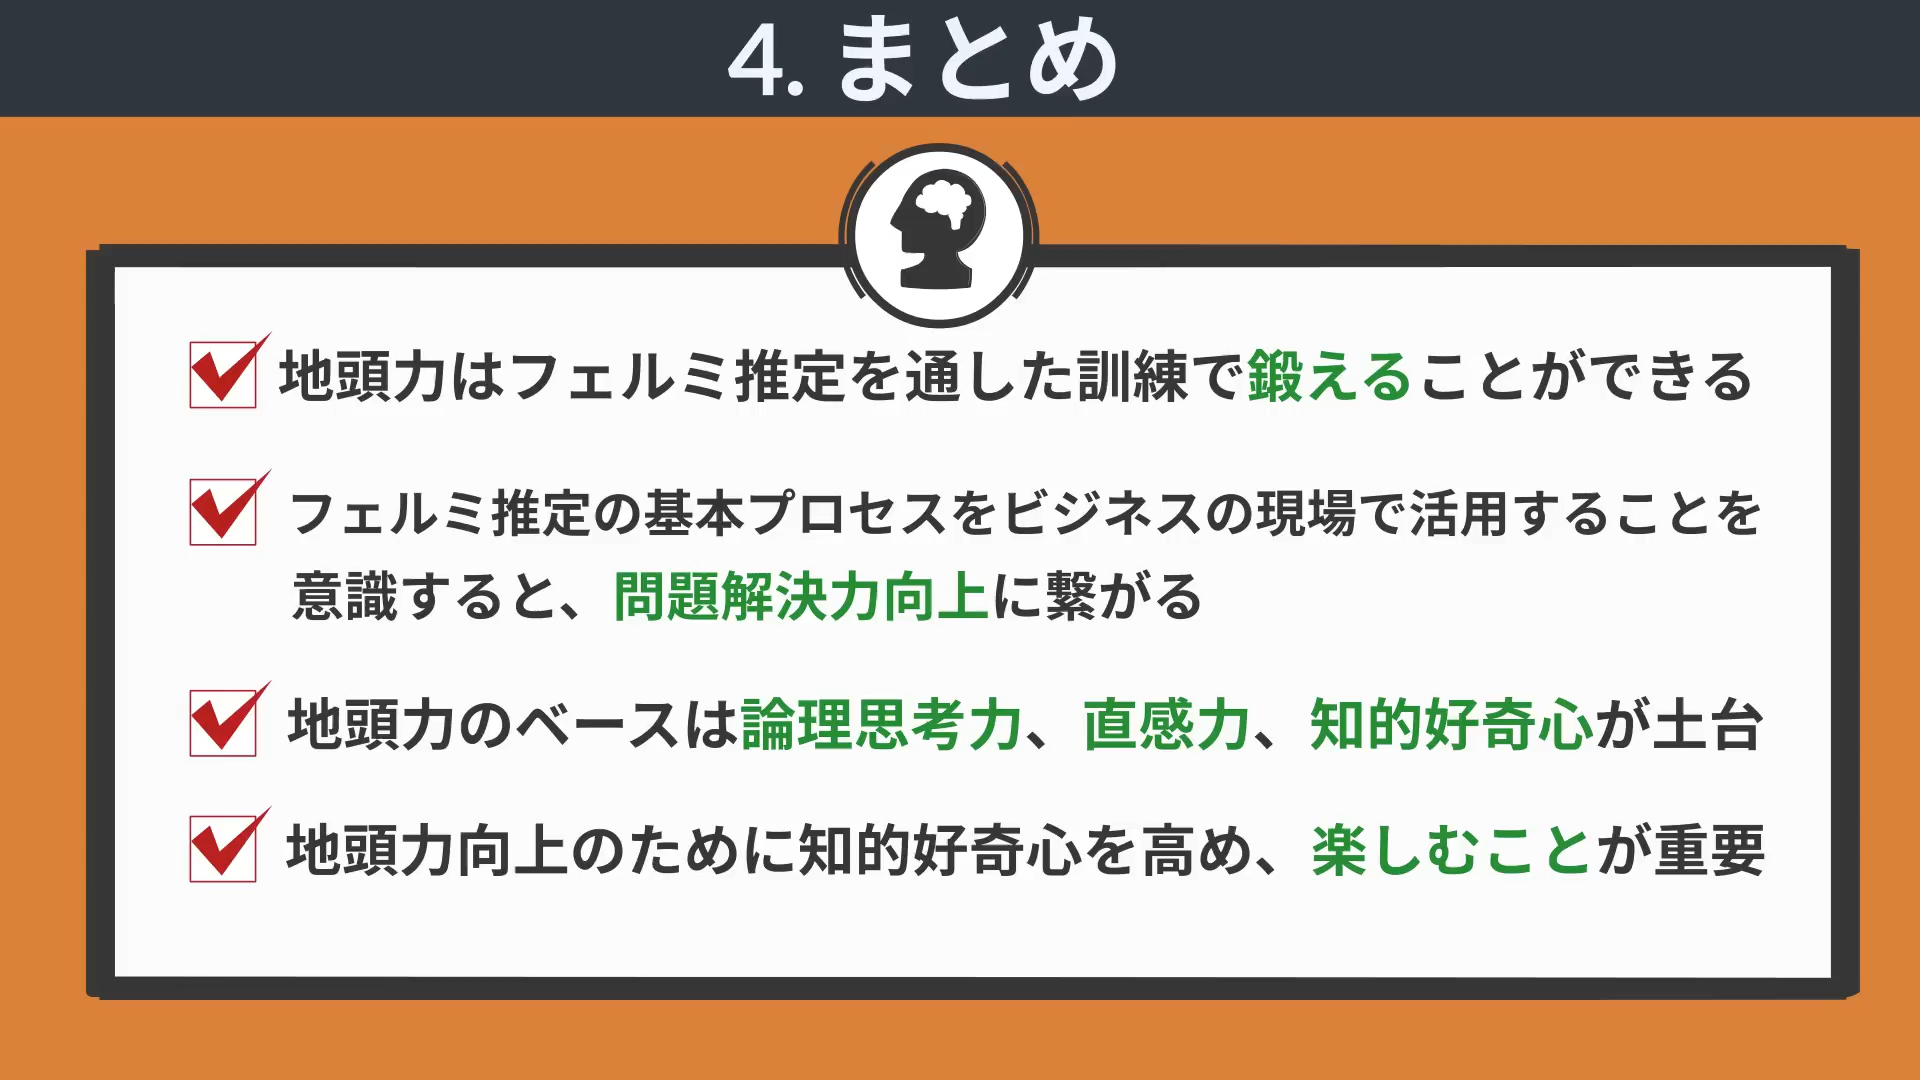 4. まとめ
地頭力はフェルミ推定を通した訓練で鍛えることができる
フェルミ推定の基本プロセスをビジネスの現場で活用することを
意識すると、問題解決力向上に繋がる
地頭力のベースは論理思考力、直感力、知的好奇心が土台
地頭力向上のために知的好奇心を高め、楽しむことが重要